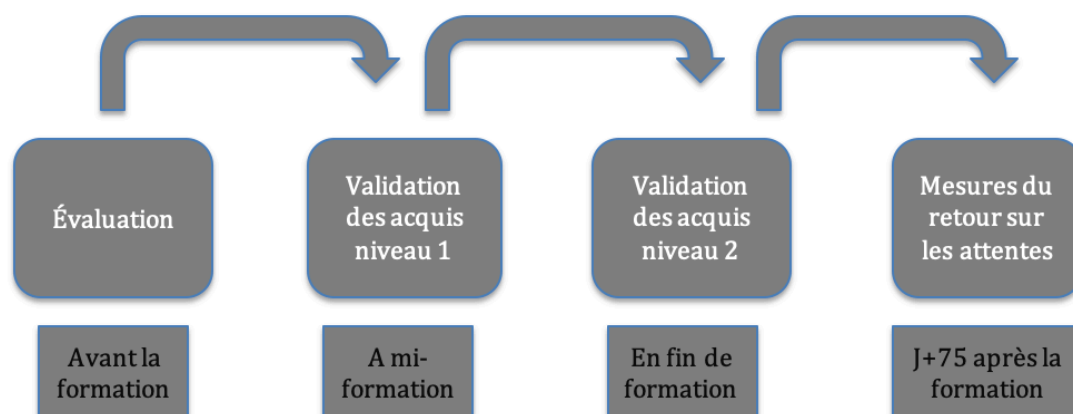 Évaluation
Validation
des acquis
niveau 1
Validation
des acquis
niveau 2
Mesures du
retour sur
les attentes
Avant la
formation
A mi-
formation
En fin de
formation
J+75 après la
formation